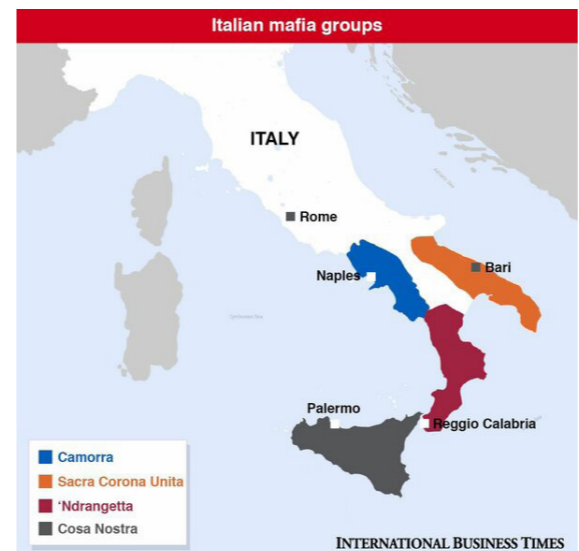 Italian mafia groups
ITALY
Rome
Bari
Naples
Palermo
Reggio Calabria
Camorra
Sacra Corona Unita
‘Ndrangetta
Cosa Nostra
INTERNATIONAL BUSINESS TIMES